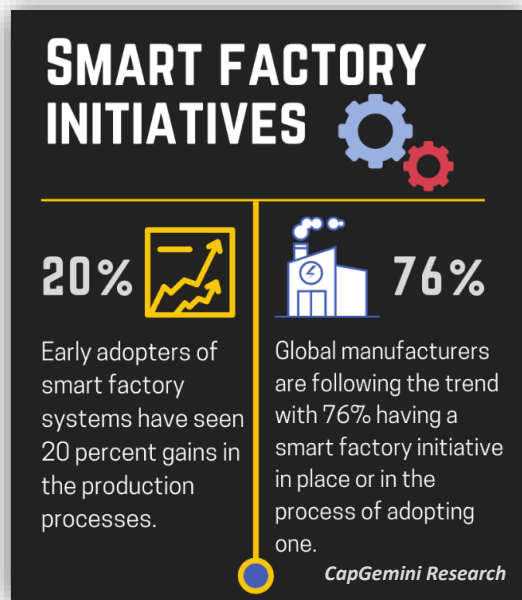 SMART FACTORY
INITIATIVES
20%
Early adopters of
smart factory
systems have seen
20 percent gains in
the production
processes.
76%
Global manufacturers
are following the trend
with 76% having a
smart factory initiative
in place or in the
process of adopting
one.
CapGemini Research